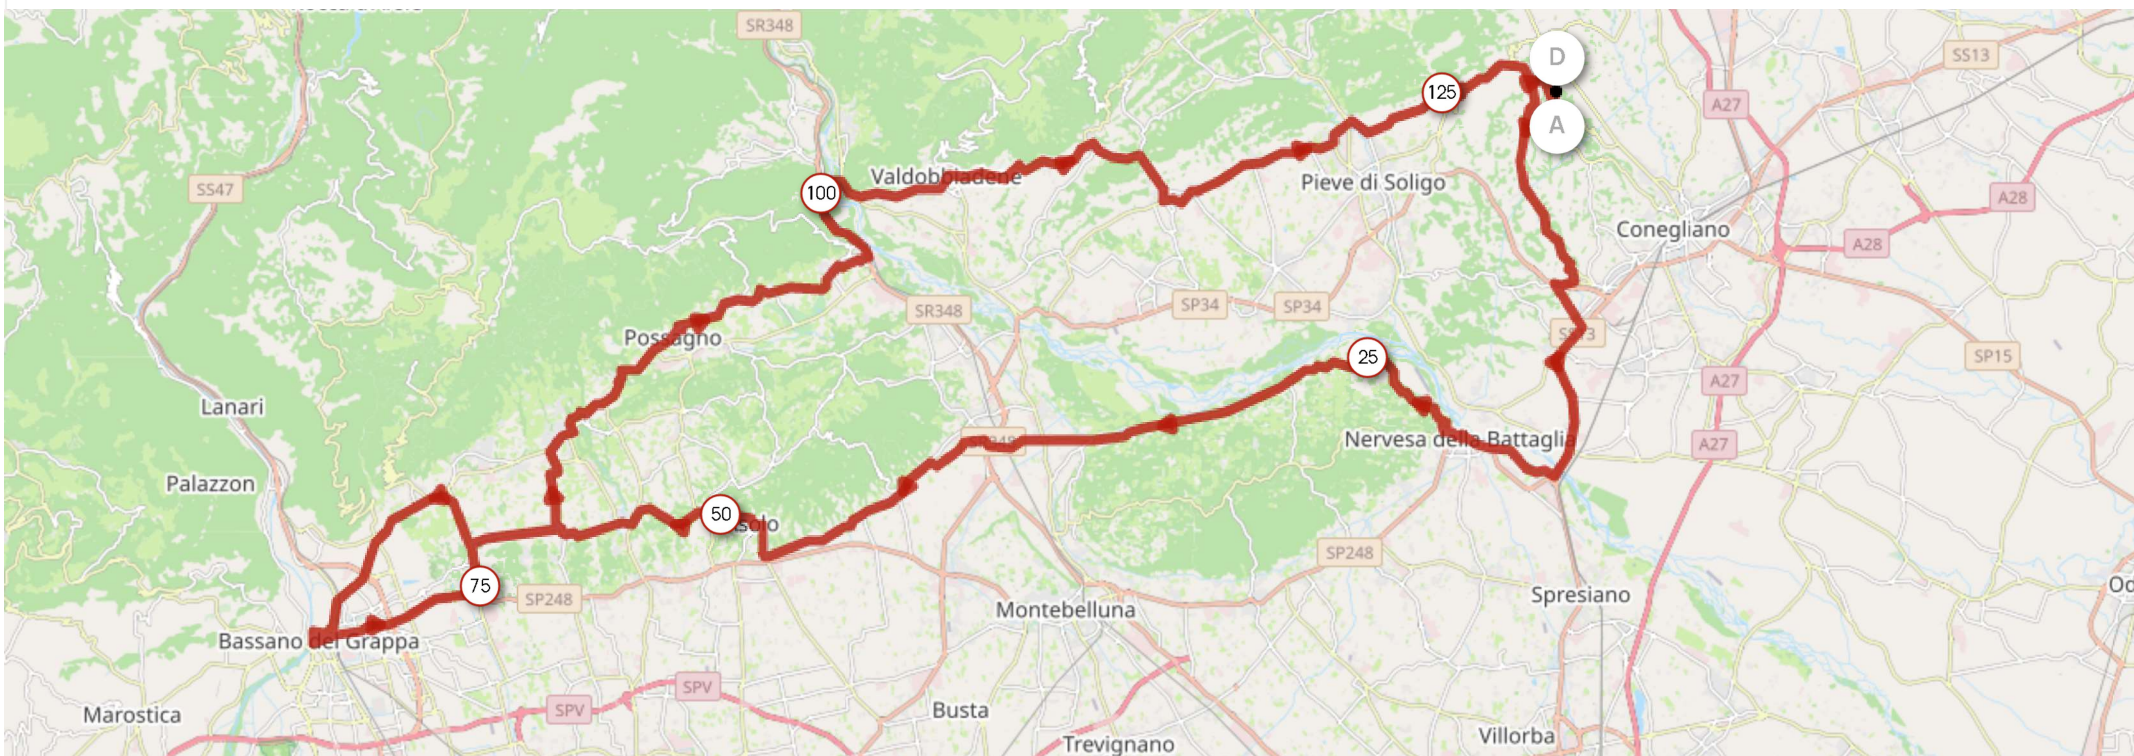 SR348
D
SS13
125
A27
A
SS47
Valdobbiadene
Pieve di Soligo
100
A28
Conegliano
A28
SR348
SP34
SP34
Possagno
25
SP15
A27
Lanari
Nervesa della Battaglia
A27
Palazzon
50
solo
SP248
75
SP248
Spresiano
Montebelluna
Bassano del Grappa
SPV
SPV
Marostica
Busta
Villorba
Trevignano